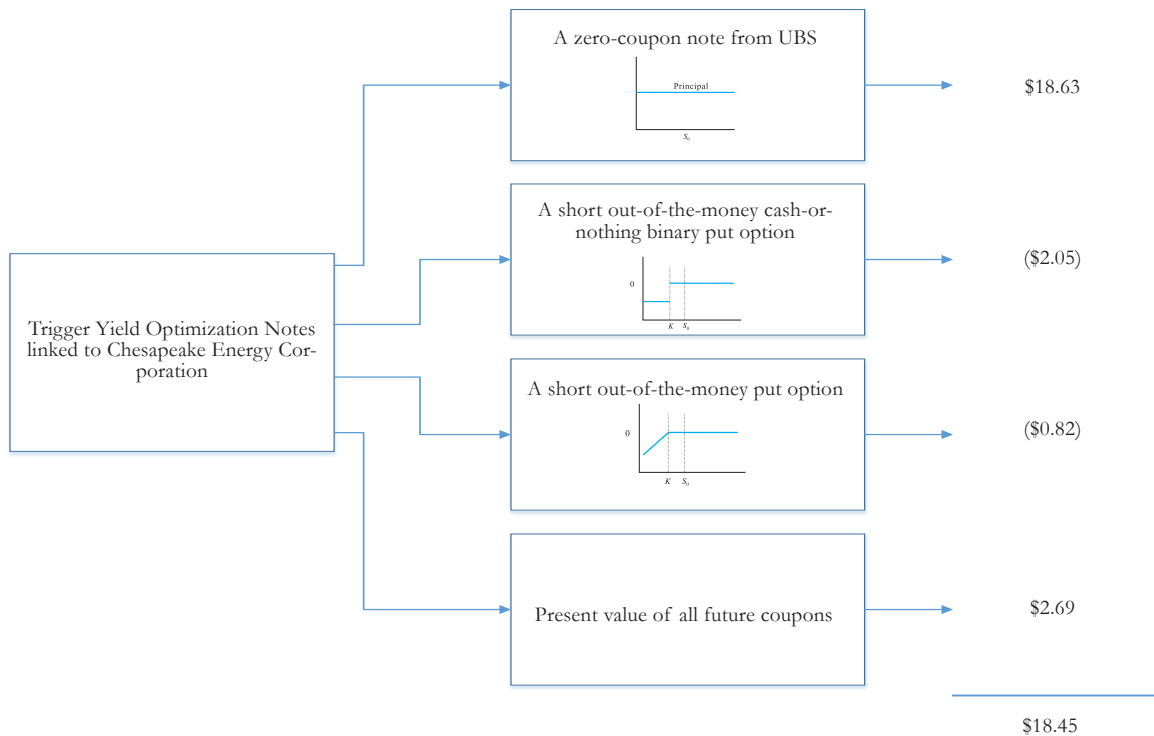 A zero-coupon note from UBS
Principal
S0
$18.63
A short out-of-the-money cash-or-
nothing binary put option
0
K S0
($2.05)
Trigger Yield Optimization Notes
linked to Chesapeake Energy Cor-
poration
A short out-of-the-money put option
0
K S0
($0.82)
Present value of all future coupons
$2.69
$18.45